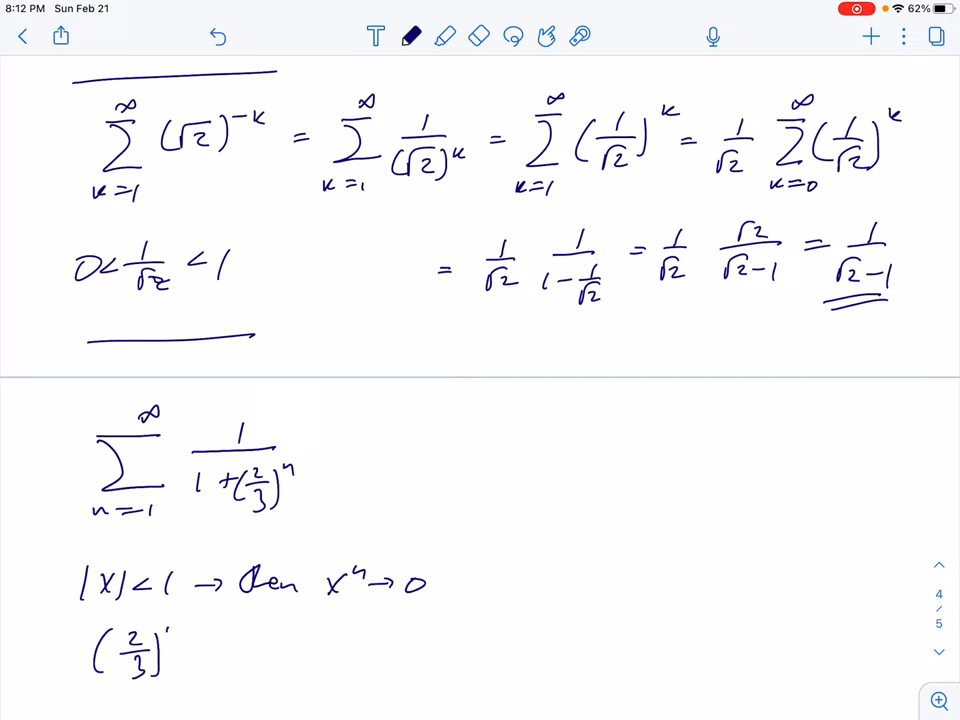 8:12 PM Sun Feb 21 62%
T
∞ ∑ k=1 (√2)^{-k} = ∞ ∑ k=1 1/(√2)^k = ∞ ∑ k=1 (1/√2)^k = 1/√2 ∞ ∑ k=0 (1/√2)^k
0 < 1/√2 < 1 = 1/√2 1/(1 - 1/√2) = 1/√2 √2/(√2 - 1) = 1/(√2 - 1)
∞ ∑ n=1 1/(1 + (2/3)^n)
|x| < 1 → then x^n → 0
(2/3)'
4
/
5